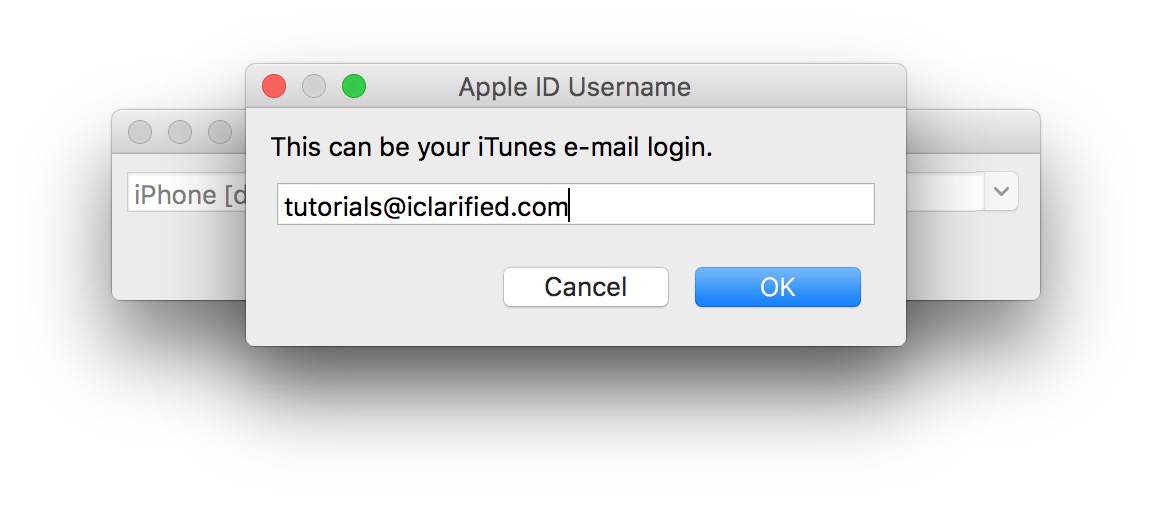 Apple ID Username
This can be your iTunes e-mail login.
iPhone [d
tutorials@iclarified.com
Cancel
OK